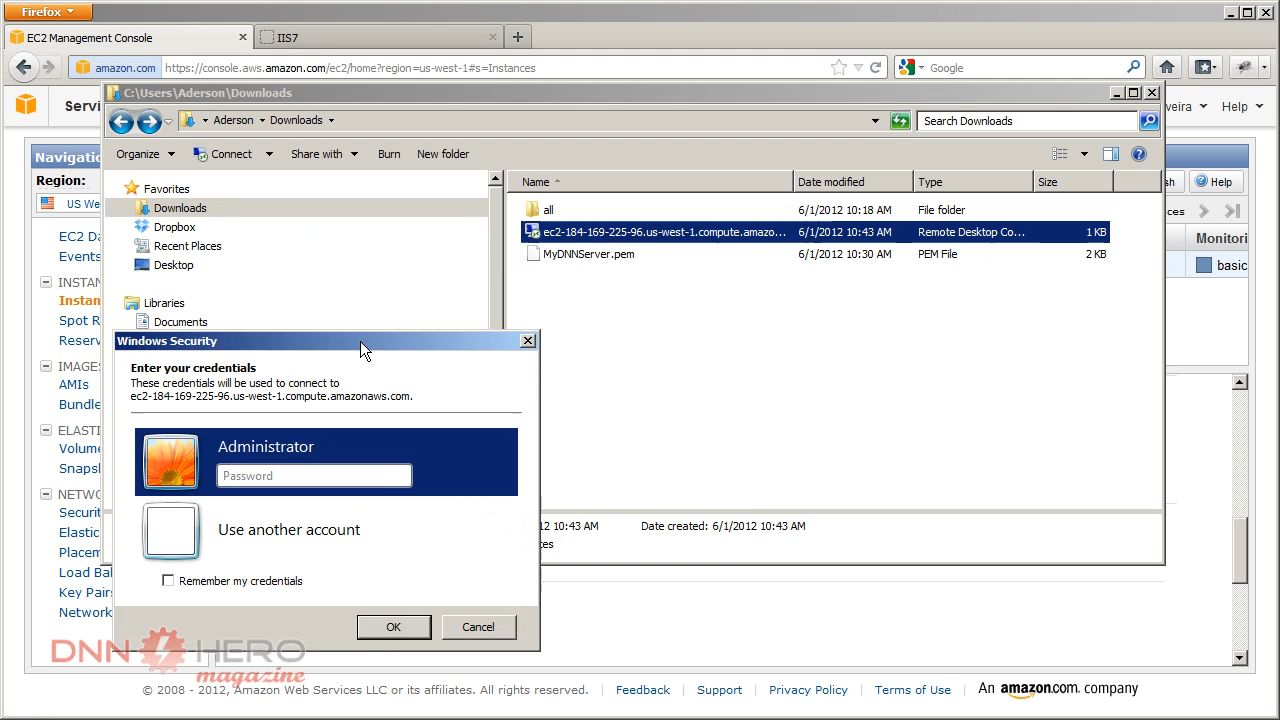 Firefox
EC2 Management Console
IIS7
amazon.com
https://console.aws.amazon.com/ec2/home?region=us-west-1#s=Instances
Google
Servi
veira
Help
C:\Users\Aderson\Downloads
Aderson
Downloads
Search Downloads
Organize
Connect
Share with
Burn
New folder
Navigation
Region:
US We
EC2 Da
Events
INSTAN
Instan
Spot R
Reserv
IMAGE
AMIs
Bundle
ELASTI
Volume
Snapsh
NETWO
Security
Elastic
Placem
Load Bal
Key Pairs
Network
Favorites
Downloads
Dropbox
Recent Places
Desktop
Libraries
Documents
Name
Date modified
Type
Size
all
6/1/2012 10:18 AM
File folder
ec2-184-169-225-96.us-west-1.compute.amazo...
6/1/2012 10:43 AM
Remote Desktop Co...
1 KB
MyDNNServer.pem
6/1/2012 10:30 AM
PEM File
2 KB
sh
Help
ces
Monitori
basic
12 10:43 AM
Date created: 6/1/2012 10:43 AM
tes
Windows Security
Enter your credentials
These credentials will be used to connect to
ec2-184-169-225-96.us-west-1.compute.amazonaws.com.
Administrator
Password
Use another account
Remember my credentials
OK
Cancel
DNN HERO
magazine
© 2008 - 2012, Amazon Web Services LLC or its affiliates. All rights reserved.
Feedback
Support
Privacy Policy
Terms of Use
An amazon.com company